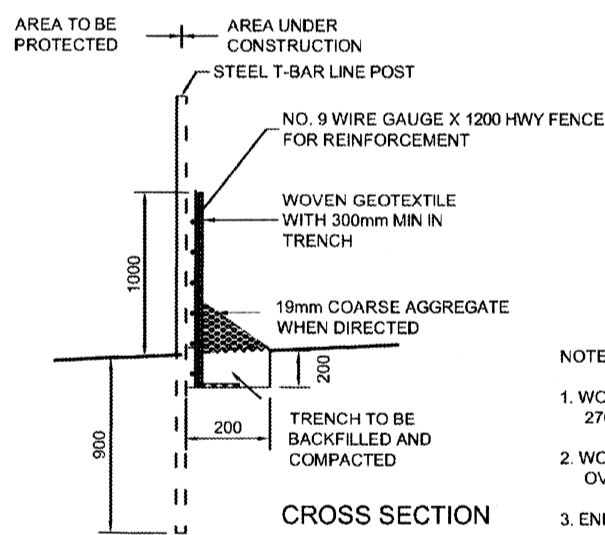 AREA TO BE
PROTECTED
AREA UNDER
CONSTRUCTION
STEEL T-BAR LINE POST
NO. 9 WIRE GAUGE X 1200 HWY FENCE
FOR REINFORCEMENT
WOVEN GEOTEXTILE
WITH 300mm MIN IN
TRENCH
1000
19mm COARSE AGGREGATE
WHEN DIRECTED
200
200
900
TRENCH TO BE
BACKFILLED AND
COMPACTED
CROSS SECTION
NOTE
1. WO
27
2. WO
OV
3. EN